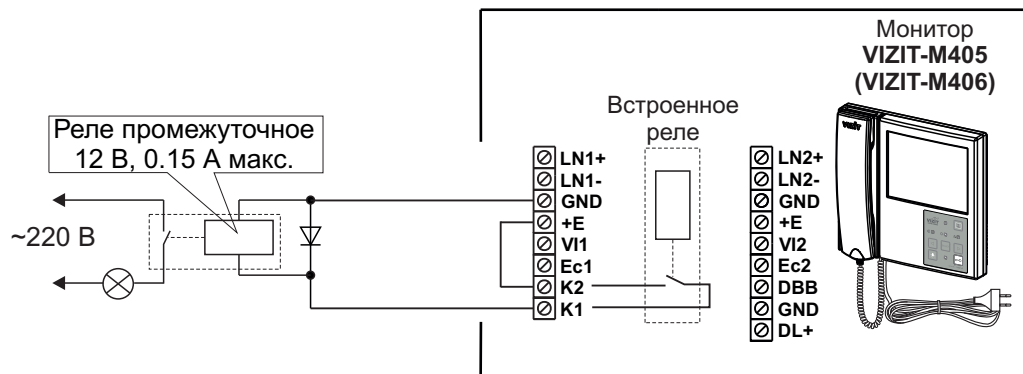 Монитор
VIZIT-M405
(VIZIT-M406)
Встроенное
реле
Реле промежуточное
12 В, 0.15 А макс.
~220 В
LN1+
LN1-
GND
+E
VI1
Ec1
K2
K1
LN2+
LN2-
GND
+E
VI2
Ec2
DBB
GND
DL+